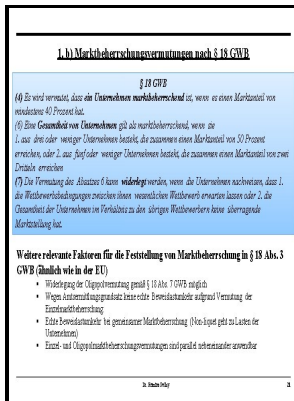 1. b) Marktbeherrschungsvermutungen nach § 18 GWB
§ 18 GWB
(4) Es wird vermutet, dass ein Unternehmen marktbeherrschend ist, wenn es einen Marktanteil von
mindestens 40 Prozent hat.
(6) Eine Gesamtheit von Unternehmen gilt als marktbeherrschend, wenn sie
1. aus drei oder weniger Unternehmen besteht, die zusammen einen Marktanteil von 50 Prozent
erreichen, oder 2. aus fünf oder weniger Unternehmen besteht, die zusammen einen Marktanteil von zwei
Dritteln erreichen
(7) Die Vermutung des Absatzes 6 kann widerlegt werden, wenn die Unternehmen nachweisen, dass 1.
die Wettbewerbsbedingungen zwischen ihnen wesentlichen Wettbewerb erwarten lassen oder 2. die
Gesamtheit der Unternehmen im Verhältnis zu den übrigen Wettbewerbern keine überragende
Marktstellung hat.
Weitere relevante Faktoren für die Feststellung von Marktbeherrschung in § 18 Abs. 3
GWB (ähnlich wie in der EU)
• Widerlegung der Oligopolvermutung gemäß § 18 Abs. 7 GWB möglich
• Wegen Amtsermittlungsgrundsatz keine echte Beweislastumkehr aufgrund Vermutung der
Einzelmarktbeherrschung
• Echte Beweislastumkehr bei gemeinsamer Marktbeherrschung (Non-liquet geht zu Lasten der
Unternehmen)
• Einzel- und Oligopolmarktbeherrschungsvermutungen sind parallel nebeneinander anwendbar
Dr.